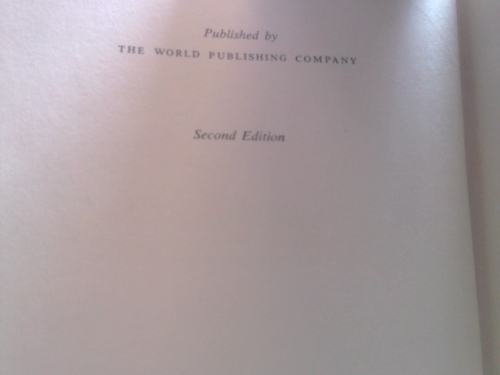 Published by
THE WORLD PUBLISHING COMPANY
Second Edition